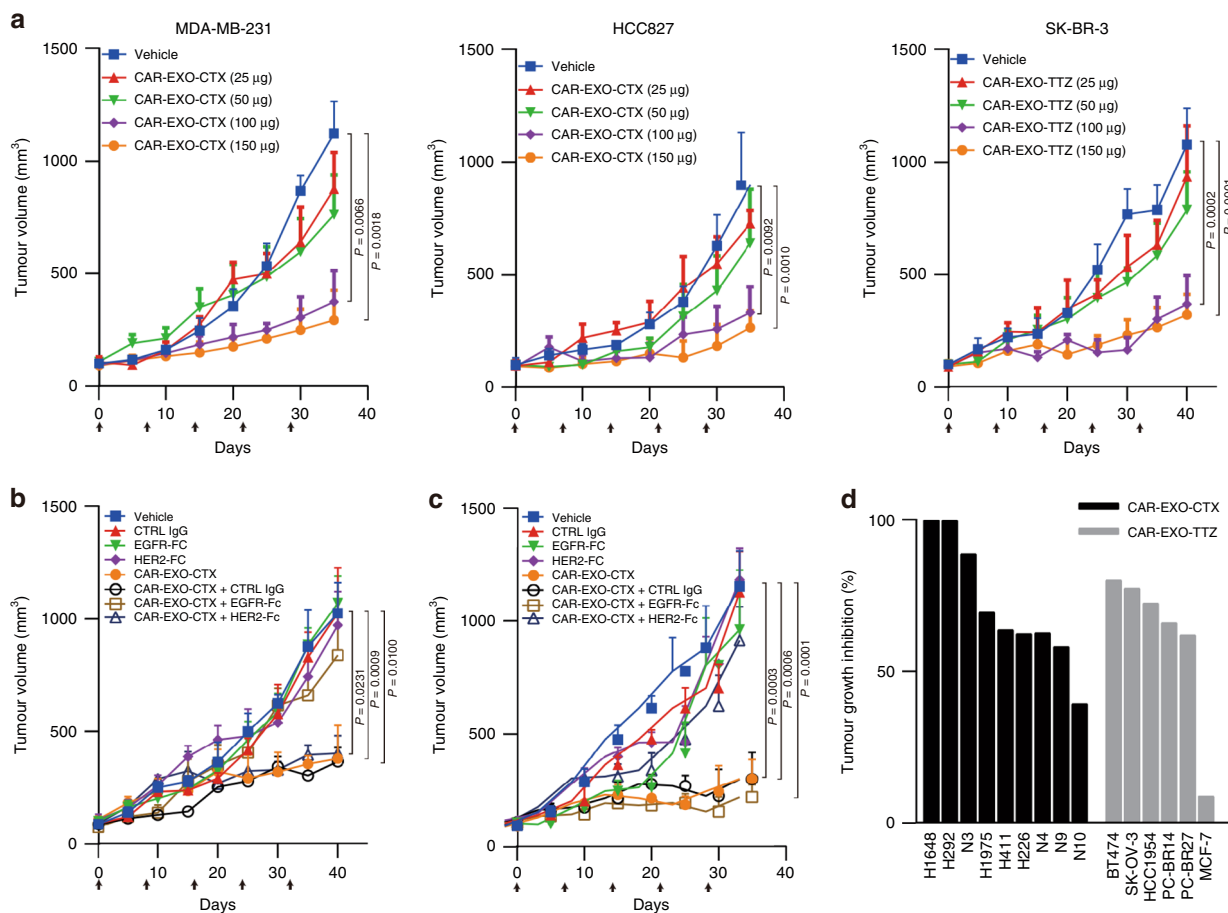 a
MDA-MB-231
1500
1000
500
0
Tumour volume (mm³)
Vehicle
CAR-EXO-CTX (25 μg)
CAR-EXO-CTX (50 μg)
CAR-EXO-CTX (100 μg)
CAR-EXO-CTX (150 μg)
P = 0.0066
P = 0.0018
0 10 20 30 40
Days
HCC827
1500
1000
500
0
Tumour volume (mm³)
Vehicle
CAR-EXO-CTX (25 μg)
CAR-EXO-CTX (50 μg)
CAR-EXO-CTX (100 μg)
CAR-EXO-CTX (150 μg)
P = 0.0092
P = 0.0010
0 10 20 30 40
Days
SK-BR-3
1500
1000
500
0
Tumour volume (mm³)
Vehicle
CAR-EXO-TTZ (25 μg)
CAR-EXO-TTZ (50 μg)
CAR-EXO-TTZ (100 μg)
CAR-EXO-TTZ (150 μg)
P = 0.0002
0 10 20 30 40
Days
b
1500
1000
500
0
Tumour volume (mm³)
Vehicle
CTRL IgG
EGFR-FC
HER2-FC
CAR-EXO-CTX
CAR-EXO-CTX + CTRL IgG
CAR-EXO-CTX + EGFR-Fc
CAR-EXO-CTX + HER2-Fc
P = 0.0231
P = 0.0009
P = 0.0100
0 10 20 30 40
Days
c
1500
1000
500
0
Tumour volume (mm³)
Vehicle
CTRL IgG
EGFR-FC
HER2-FC
CAR-EXO-CTX
CAR-EXO-CTX + CTRL IgG
CAR-EXO-CTX + EGFR-Fc
CAR-EXO-CTX + HER2-Fc
P = 0.0003
P = 0.0006
P = 0.0001
0 10 20 30 40
Days
d
100
50
0
Tumour growth inhibition (%)
CAR-EXO-CTX
CAR-EXO-TTZ
H1648
H292
N3
H1975
H411
H226
N4
N9
N10
BT474
SK-OV-3
HCC1954
PC-BR14
PC-BR27
MCF-7